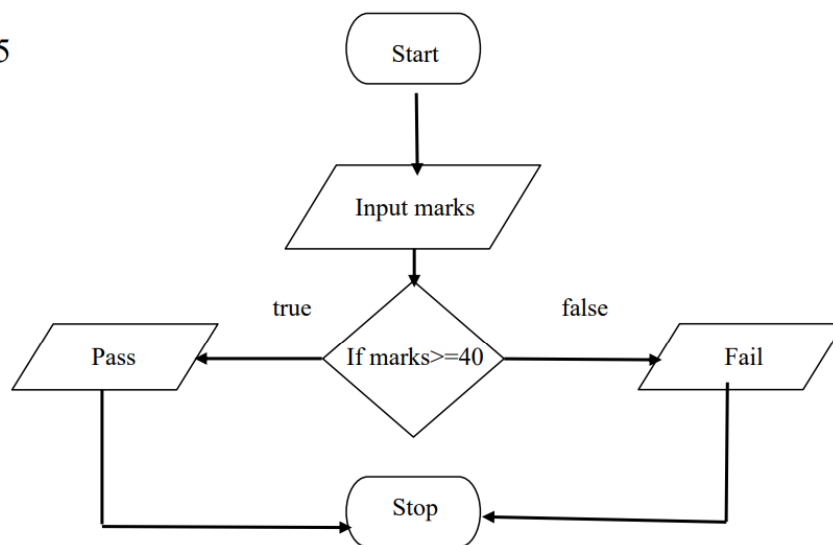 5
Start
Input marks
true
false
Pass
If marks>=40
Fail
Stop